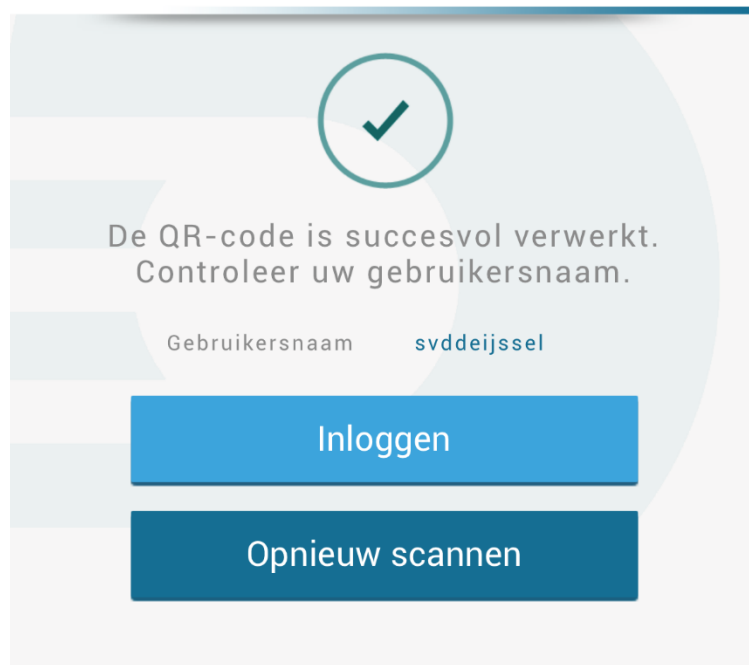 De QR-code is succesvol verwerkt.
Controleer uw gebruikersnaam.
Gebruikersnaam svddeijssel
Inloggen
Opnieuw scannen